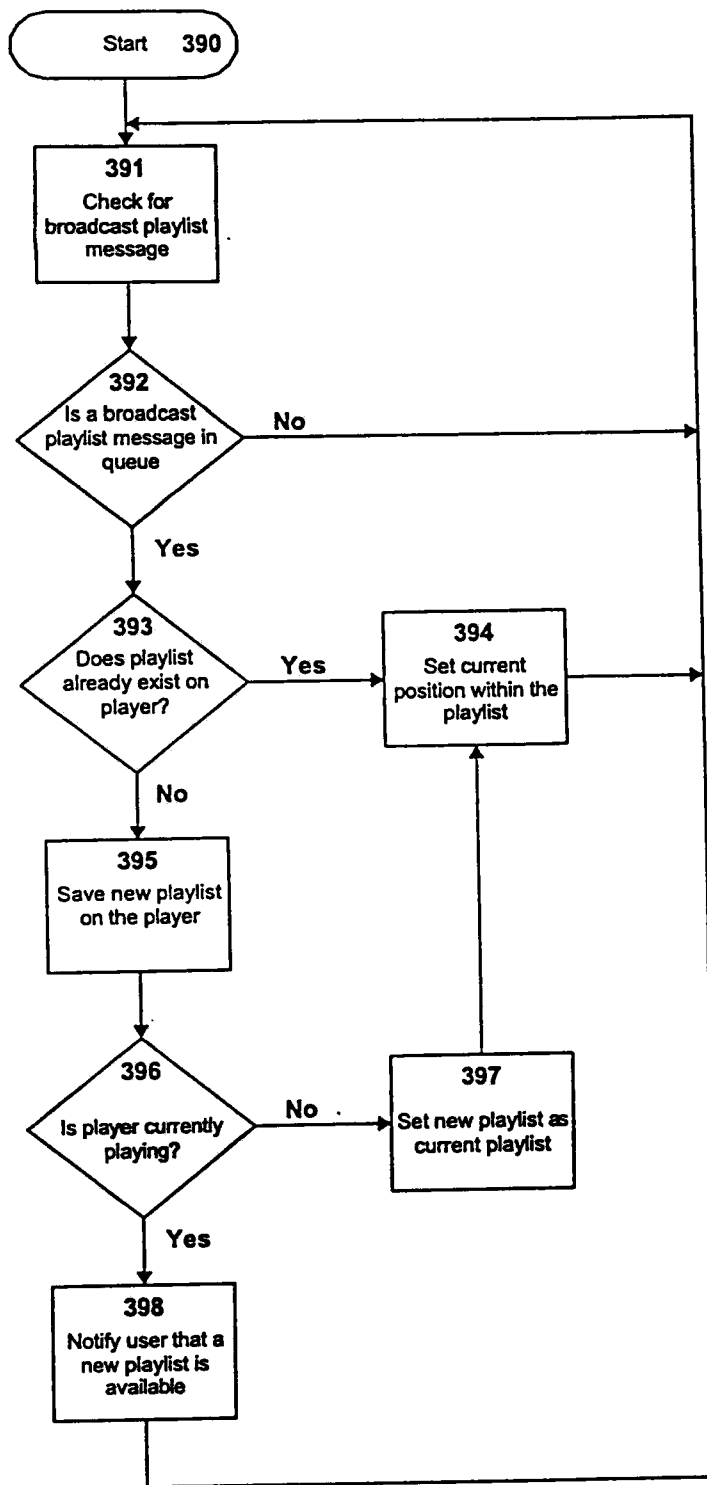 Start 390
391
Check for
broadcast playlist
message
392
Is a broadcast
playlist message in
queue
No
Yes
393
Does playlist
already exist on
player?
Yes
394
Set current
position within the
playlist
No
395
Save new playlist
on the player
396
Is player currently
playing?
No
397
Set new playlist as
current playlist
Yes
398
Notify user that a
new playlist is
available